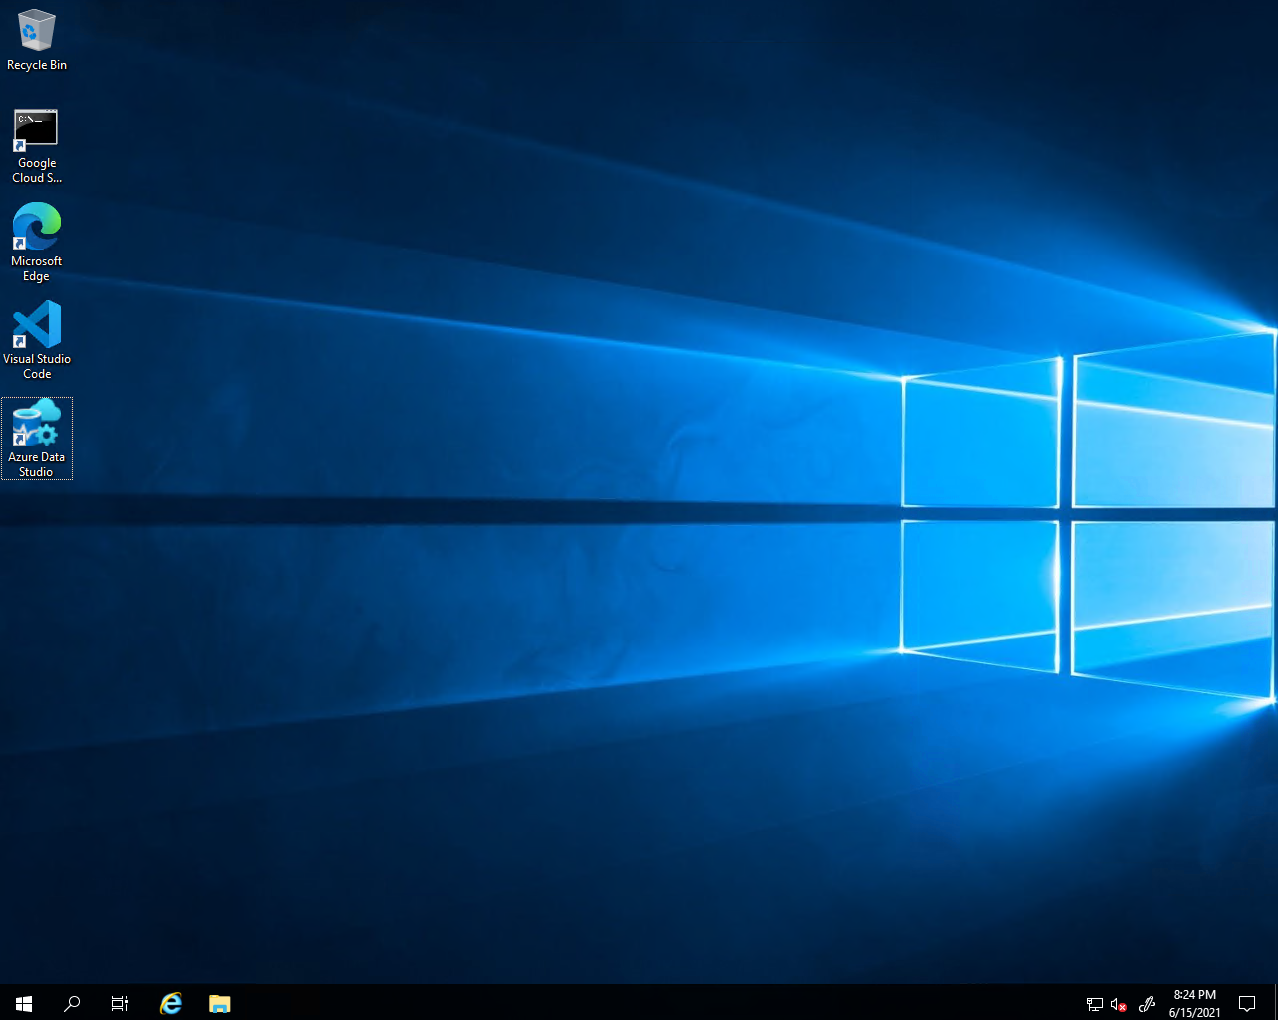 Recycle Bin
C:\_
Google
Cloud S...
Microsoft
Edge
Visual Studio
Code
Azure Data
Studio
8:24 PM
6/15/2021